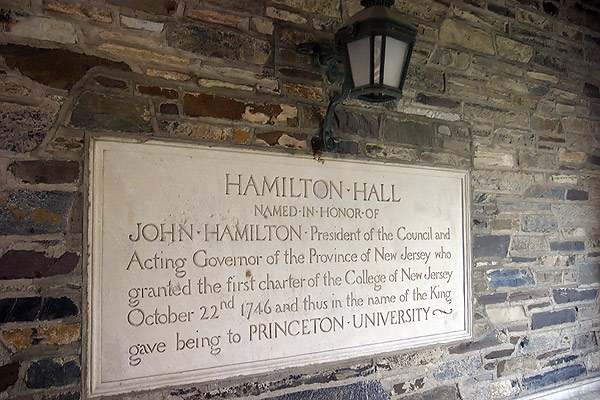 HAMILTON·HALL
NAMED·IN·HONOR·OF
JOHN·HAMILTON·President of the Council and
Acting Governor of the Province of New Jersey who
granted the first charter of the College of New Jersey
October 22nd 1746 and thus in the name of the King
gave being to PRINCETON·UNIVERSITY~